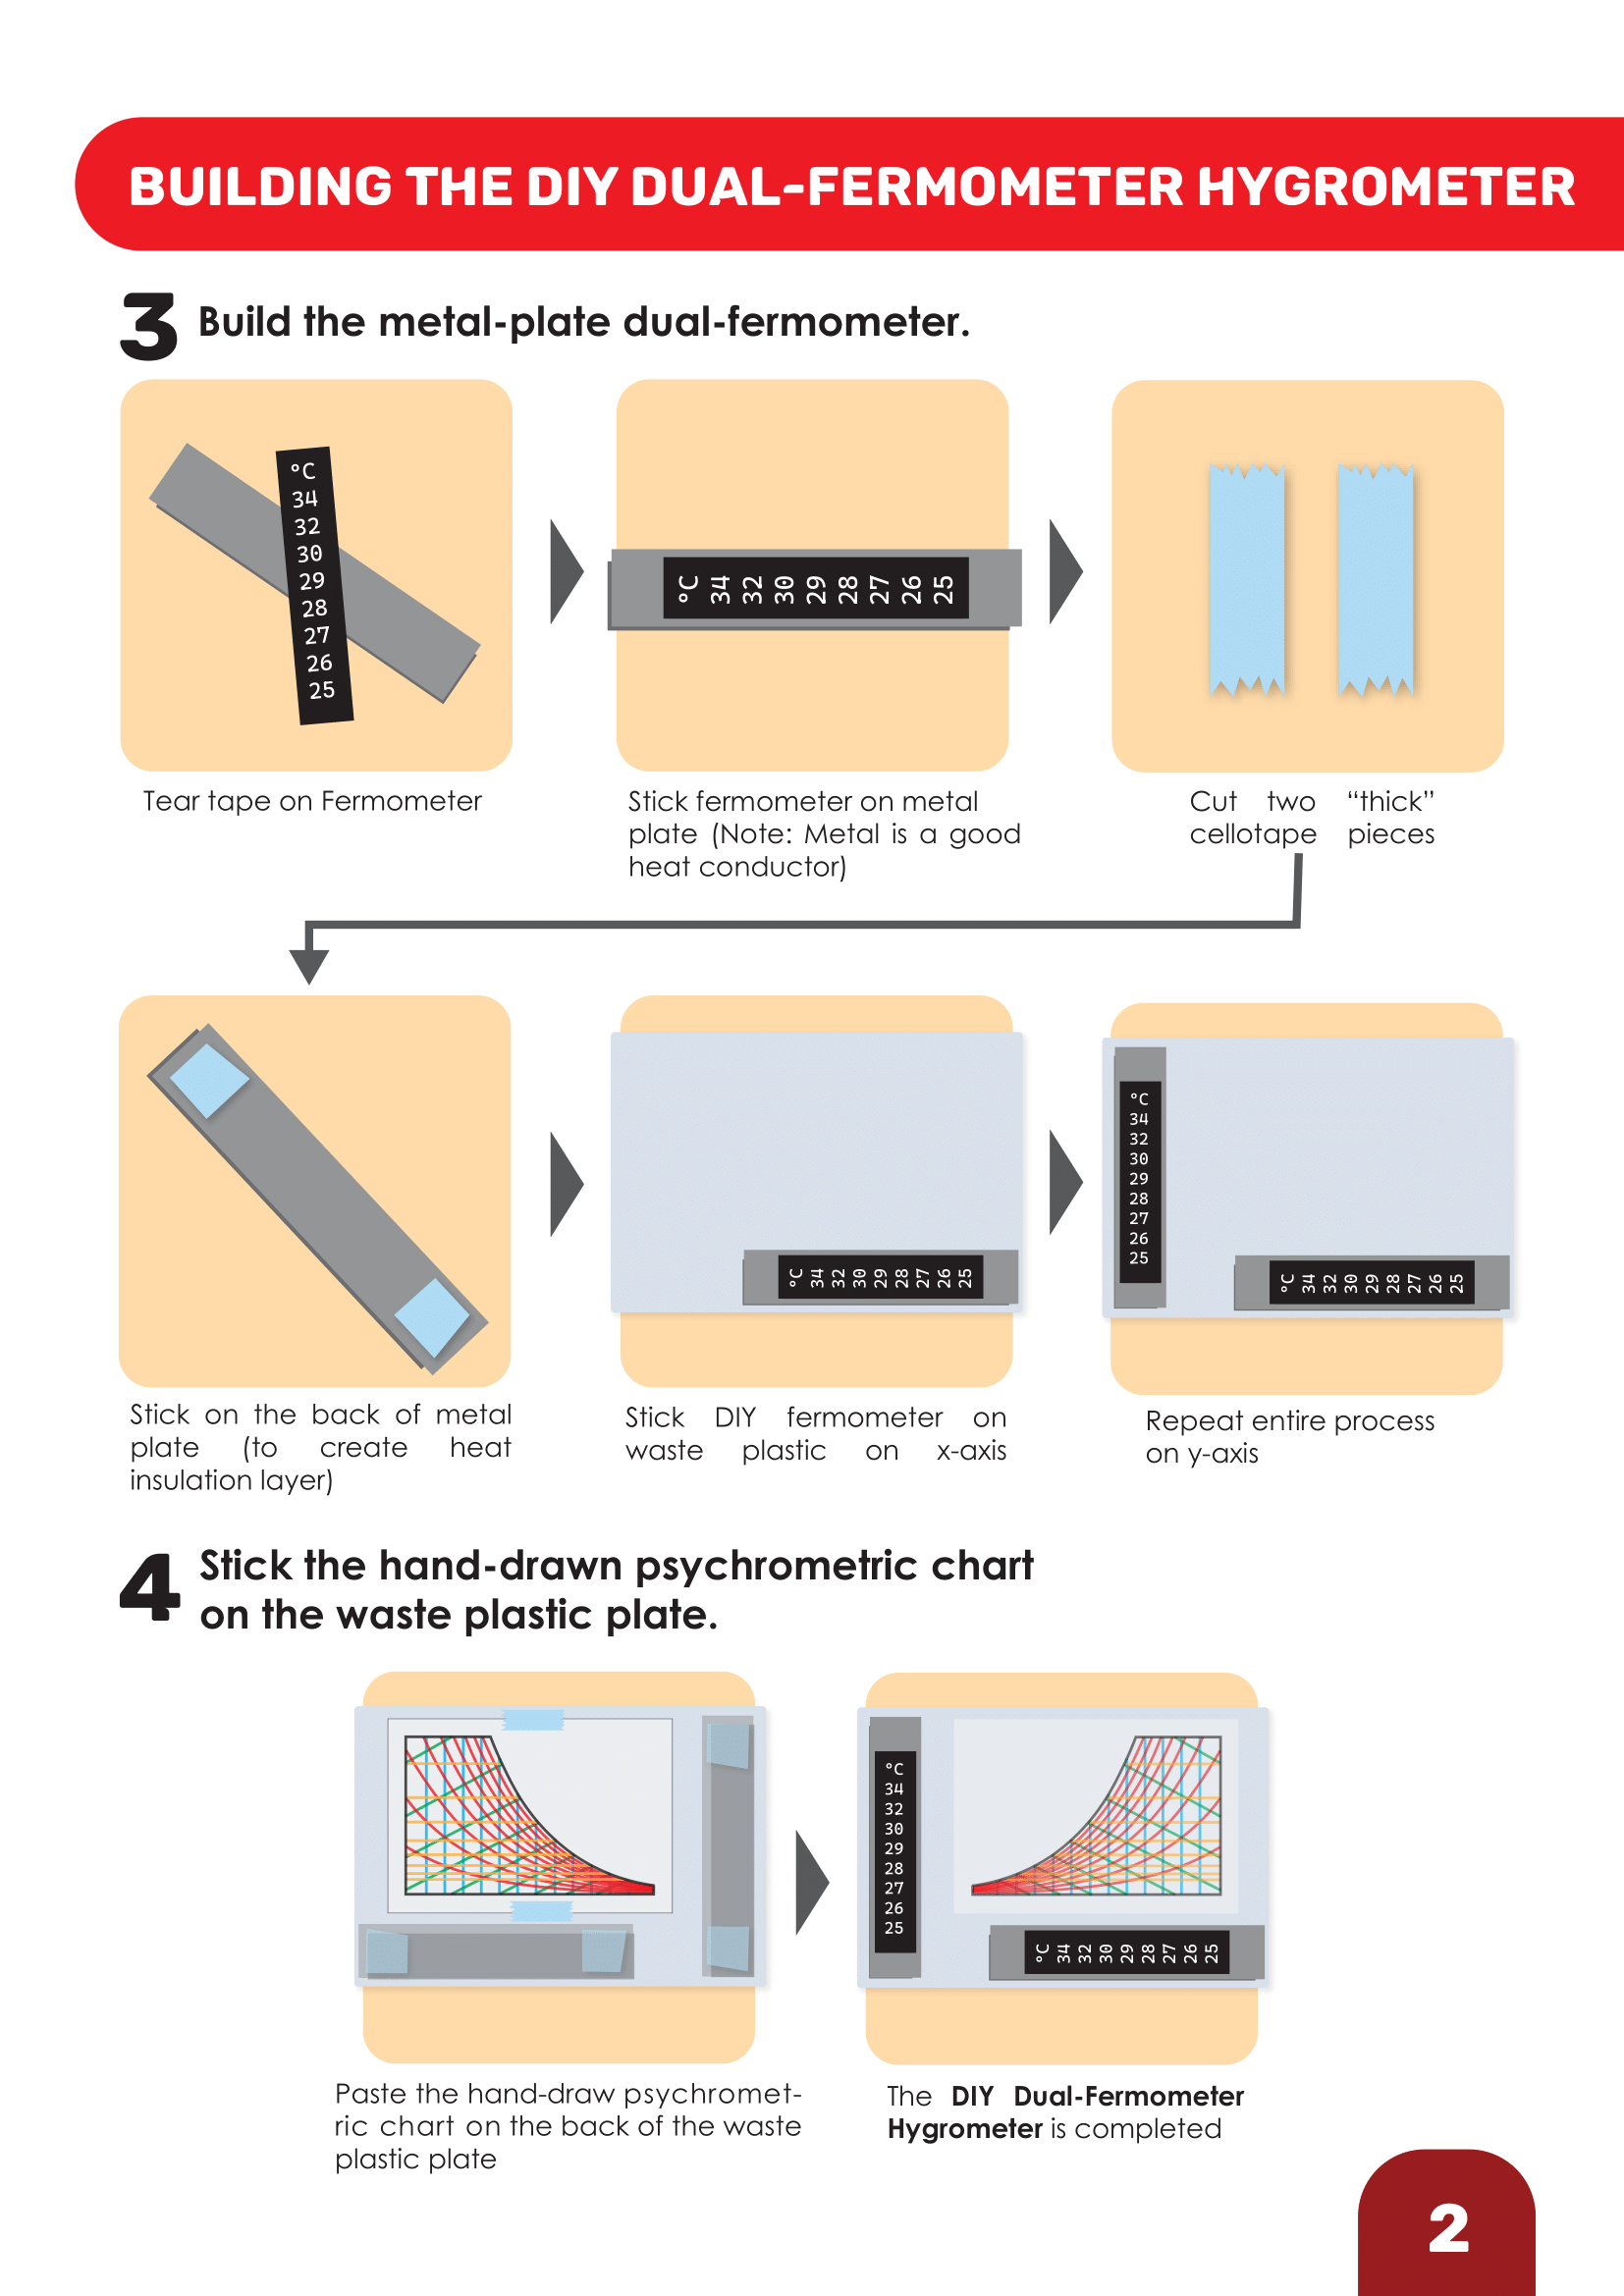 BUILDING THE DIY DUAL-FERMOMETER HYGROMETER
3
Build the metal-plate dual-fermometer.
°C
34
32
30
29
28
27
26
25
°C 34 32 30 29 28 27 26 25
Tear tape on Fermometer
Stick fermometer on metal
plate (Note: Metal is a good
heat conductor)
Cut two “thick”
cellotape pieces
°C 34 32 30 29 28 27 26 25
°C
34
32
30
29
28
27
26
25
°C 34 32 30 29 28 27 26 25
Stick on the back of metal
plate (to create heat
insulation layer)
Stick DIY fermometer on
waste plastic on x-axis
Repeat entire process
on y-axis
4
Stick the hand-drawn psychrometric chart
on the waste plastic plate.
°C
34
32
30
29
28
27
26
25
°C 34 32 30 29 28 27 26 25
Paste the hand-draw psychromet-
ric chart on the back of the waste
plastic plate
The DIY Dual-Fermometer
Hygrometer is completed
2